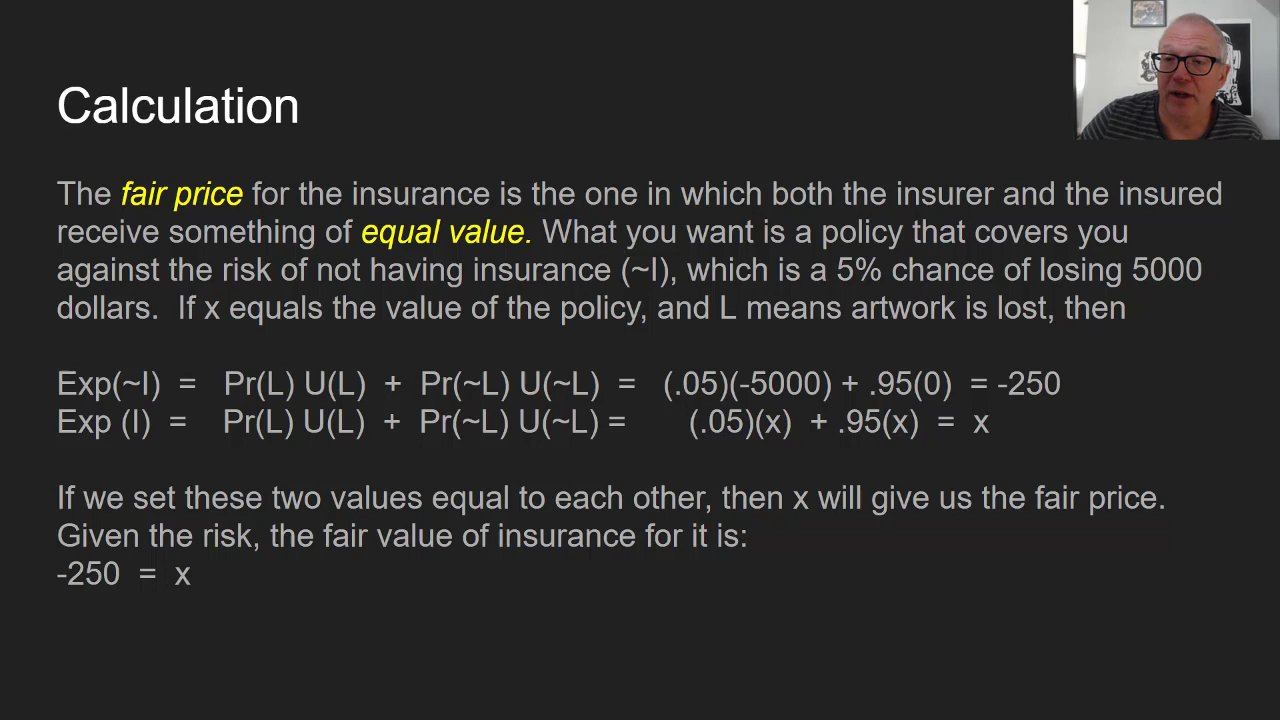 Calculation
The fair price for the insurance is the one in which both the insurer and the insured
receive something of equal value. What you want is a policy that covers you
against the risk of not having insurance (~I), which is a 5% chance of losing 5000
dollars.  If x equals the value of the policy, and L means artwork is lost, then
Exp(~I)  =   Pr(L) U(L)  +  Pr(~L) U(~L)  =   (.05)(-5000) + .95(0)  = -250
Exp (I)  =    Pr(L) U(L)  +  Pr(~L) U(~L) =       (.05)(x)  + .95(x)  =  x
If we set these two values equal to each other, then x will give us the fair price.
Given the risk, the fair value of insurance for it is:
-250  =  x